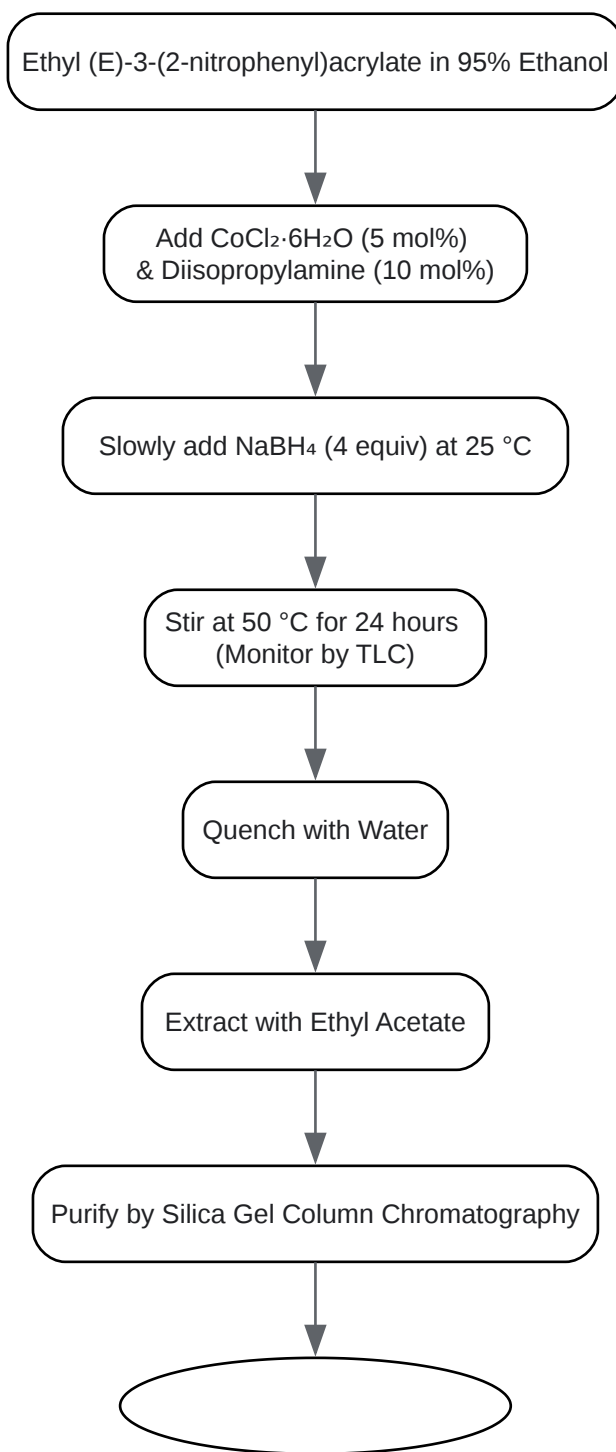 Ethyl (E)-3-(2-nitrophenyl)acrylate in 95% Ethanol
Add CoCl₂·6H₂O (5 mol%)
& Diisopropylamine (10 mol%)
Slowly add NaBH₄ (4 equiv) at 25 °C
Stir at 50 °C for 24 hours
(Monitor by TLC)
Quench with Water
Extract with Ethyl Acetate
Purify by Silica Gel Column Chromatography